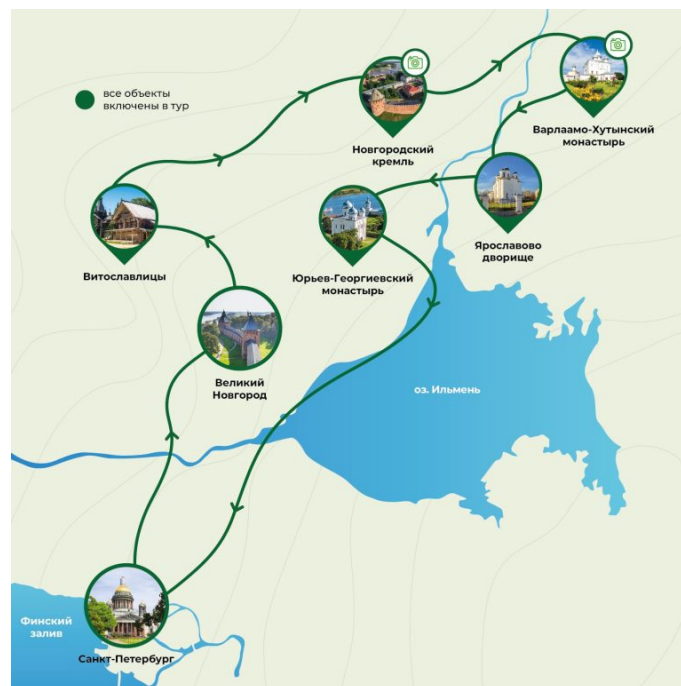 все объекты
включены в тур
Новгородский
кремль
Варлаамо-Хутынский
монастырь
Витославлицы
Юрьев-Георгиевский
монастырь
Ярославово
дворище
Великий
Новгород
оз. Ильмень
Финский
залив
Санкт-Петербург